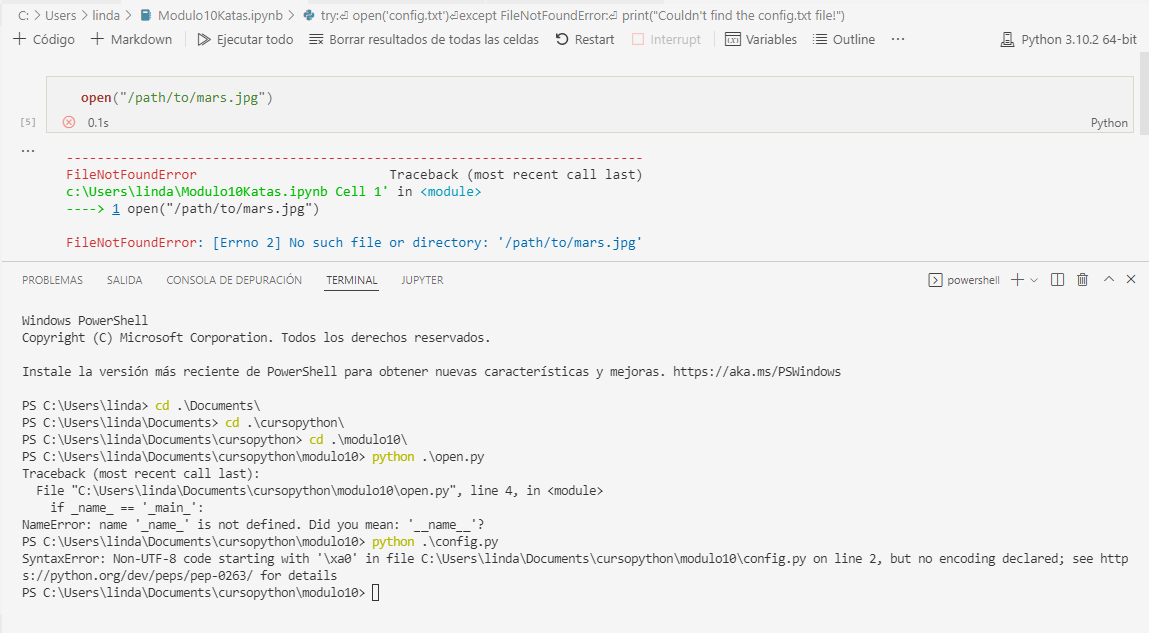 C: > Users > linda > Modulo10Katas.ipynb > try:⏎ open('config.txt')⏎except FileNotFoundError:⏎ print("Couldn't find the config.txt file!")
+ Código + Markdown Ejecutar todo Borrar resultados de todas las celdas Restart Interrupt Variables Outline ... Python 3.10.2 64-bit
open("/path/to/mars.jpg")
[5] 0.1s Python
...
---------------------------------------------------------------------------
FileNotFoundError Traceback (most recent call last)
c:\Users\linda\Modulo10Katas.ipynb Cell 1' in <module>
----> 1 open("/path/to/mars.jpg")
FileNotFoundError: [Errno 2] No such file or directory: '/path/to/mars.jpg'
PROBLEMAS SALIDA CONSOLA DE DEPURACIÓN TERMINAL JUPYTER powershell
Windows PowerShell
Copyright (C) Microsoft Corporation. Todos los derechos reservados.
Instale la versión más reciente de PowerShell para obtener nuevas características y mejoras. https://aka.ms/PSWindows
PS C:\Users\linda> cd .\Documents\
PS C:\Users\linda\Documents> cd .\cursopython\
PS C:\Users\linda\Documents\cursopython> cd .\modulo10\
PS C:\Users\linda\Documents\cursopython\modulo10> python .\open.py
Traceback (most recent call last):
File "C:\Users\linda\Documents\cursopython\modulo10\open.py", line 4, in <module>
if _name_ == '_main_':
NameError: name '_name_' is not defined. Did you mean: '__name__'?
PS C:\Users\linda\Documents\cursopython\modulo10> python .\config.py
SyntaxError: Non-UTF-8 code starting with '\xa0' in file C:\Users\linda\Documents\cursopython\modulo10\config.py on line 2, but no encoding declared; see http
s://python.org/dev/peps/pep-0263/ for details
PS C:\Users\linda\Documents\cursopython\modulo10>